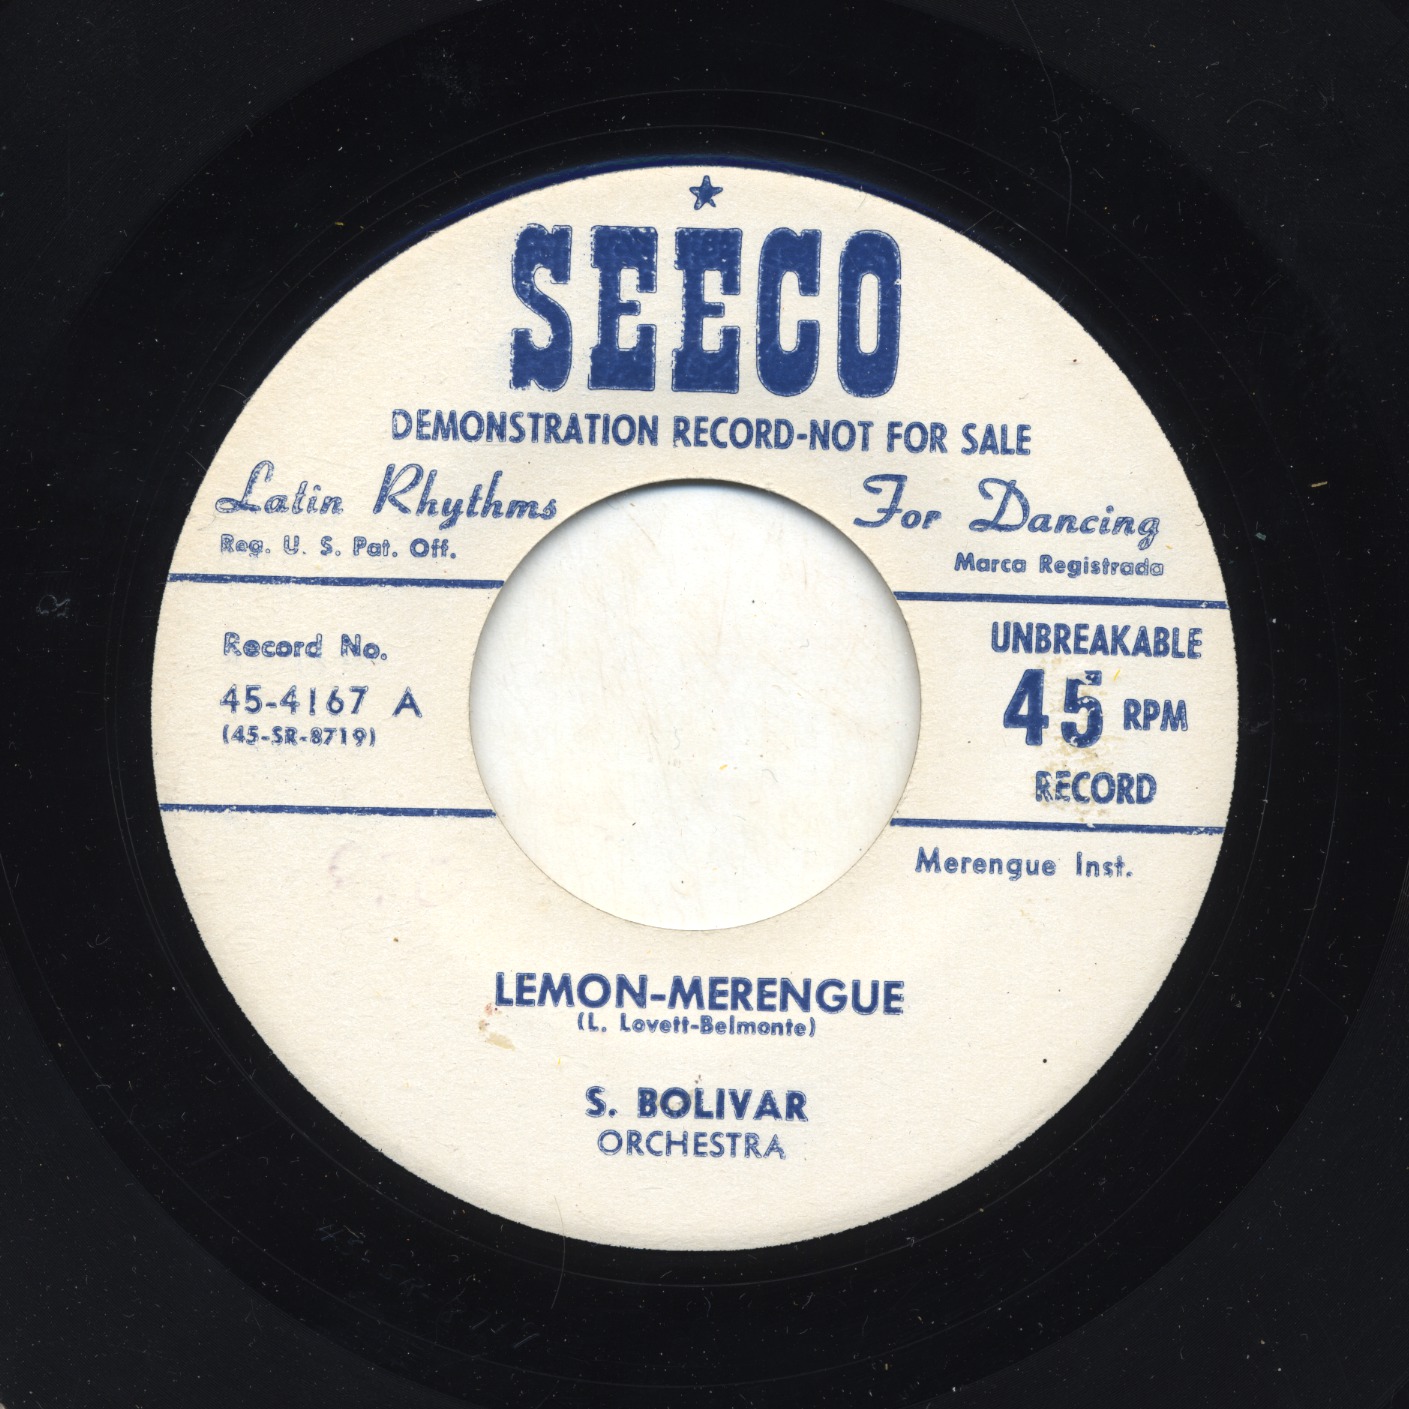 SEECO
DEMONSTRATION RECORD-NOT FOR SALE
Latin Rhythms For Dancing
Reg. U. S. Pat. Off.
Marca Registrada
Record No.
45-4167 A
(45-SR-8719)
UNBREAKABLE
45 RPM
RECORD
Merengue Inst.
LEMON-MERENGUE
(L. Lovett-Belmonte)
S. BOLIVAR
ORCHESTRA